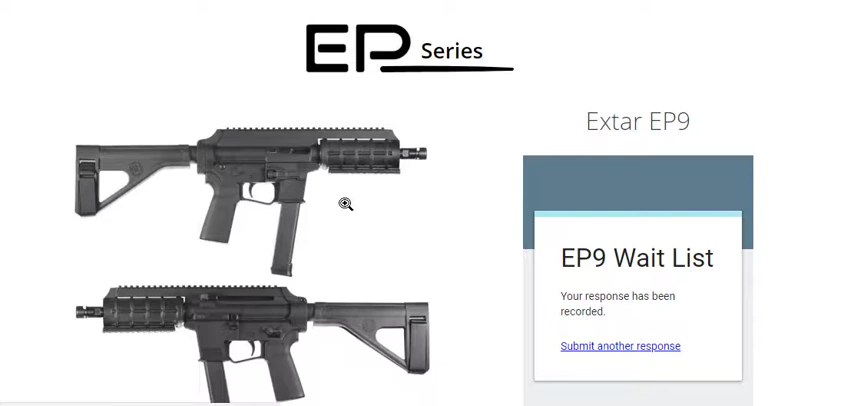 EP Series
Extar EP9
EP9 Wait List
Your response has been
recorded.
Submit another response